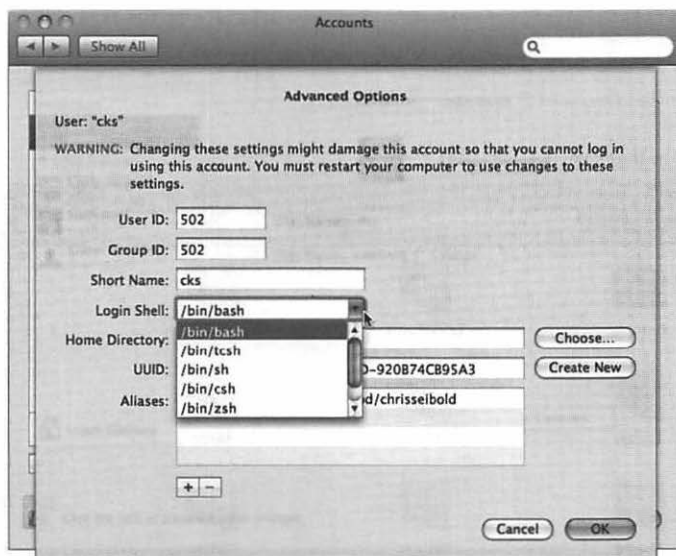 Accounts
Show All
Advanced Options
User: "cks"
WARNING: Changing these settings might damage this account so that you cannot log in
using this account. You must restart your computer to use changes to these
settings.
User ID: 502
Group ID: 502
Short Name: cks
Login Shell: /bin/bash
/bin/bash
Home Directory: Choose...
/bin/tcsh
UUID: /bin/sh D-920B74CB95A3 Create New
/bin/csh
Aliases: d/chrisseibold
/bin/zsh
+ −
Cancel OK